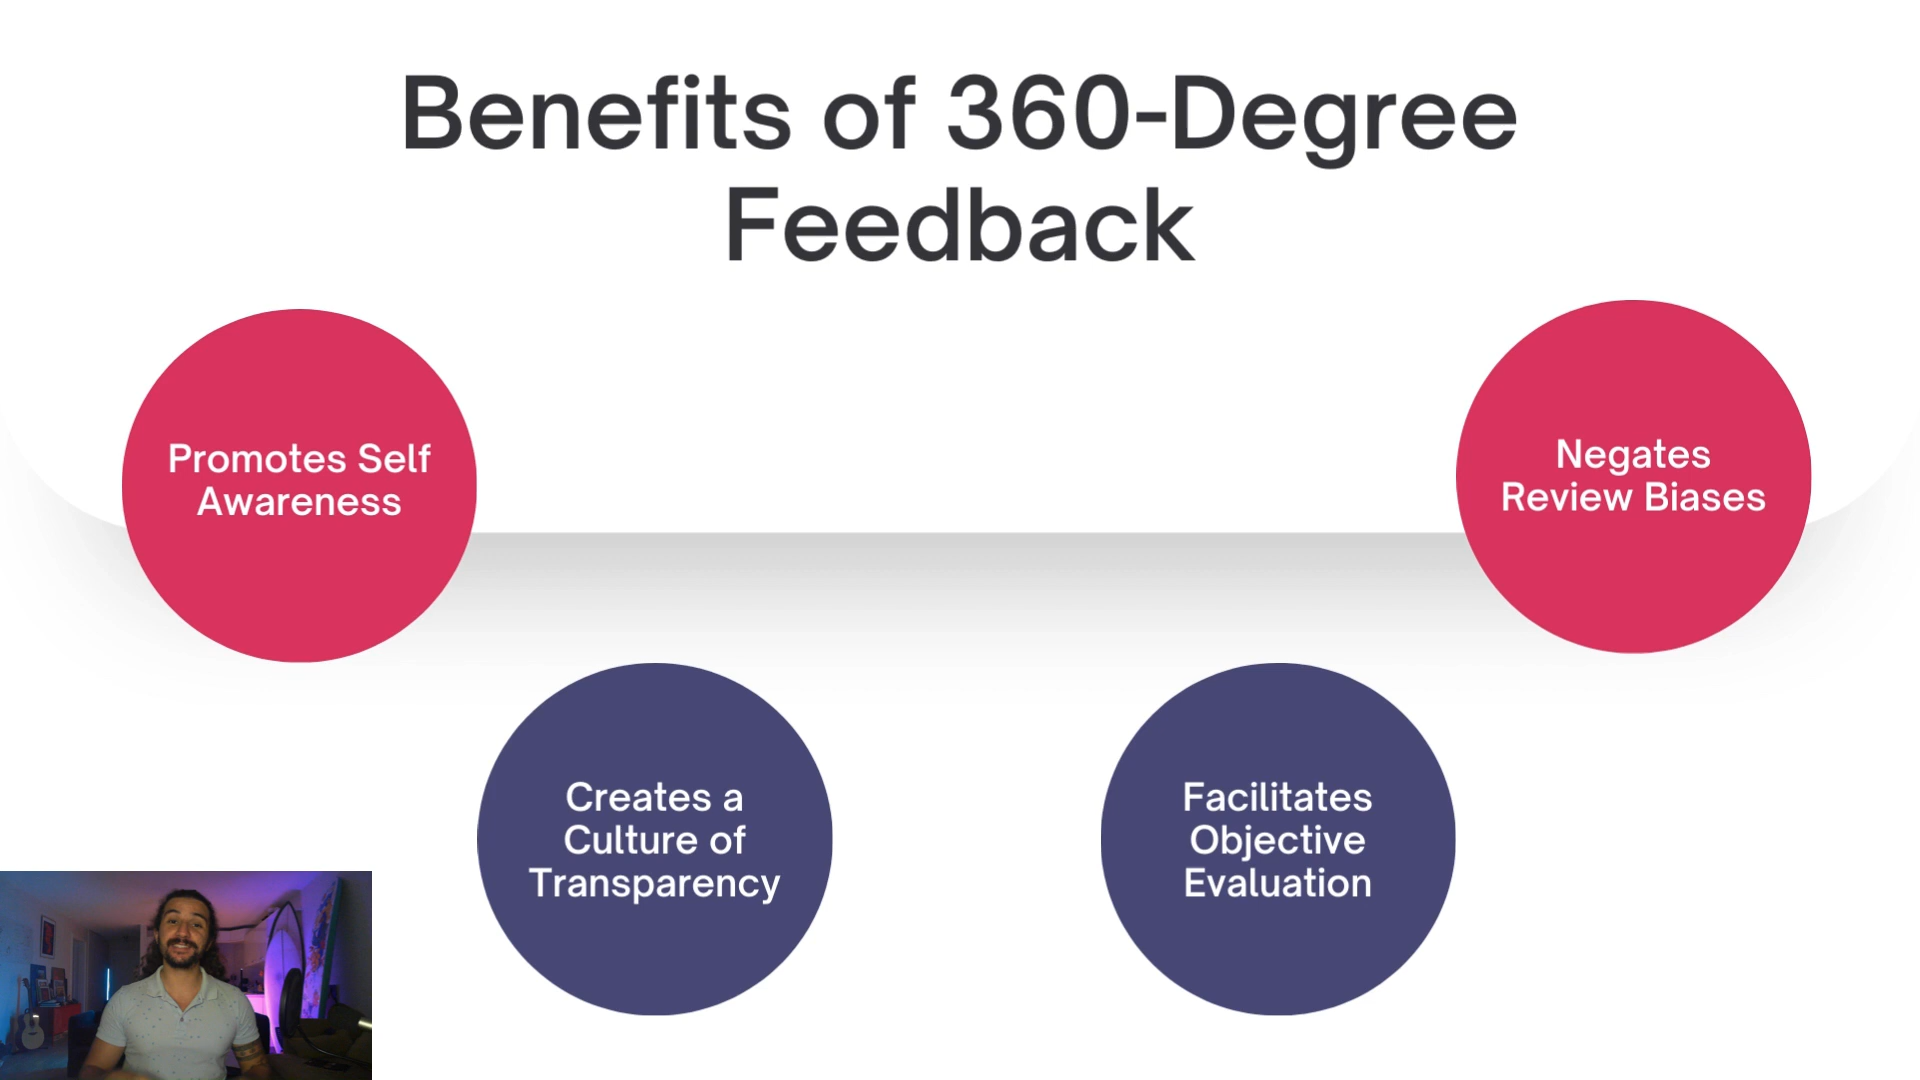 Benefits of 360-Degree
Feedback
Promotes Self
Awareness
Negates
Review Biases
Creates a
Culture of
Transparency
Facilitates
Objective
Evaluation